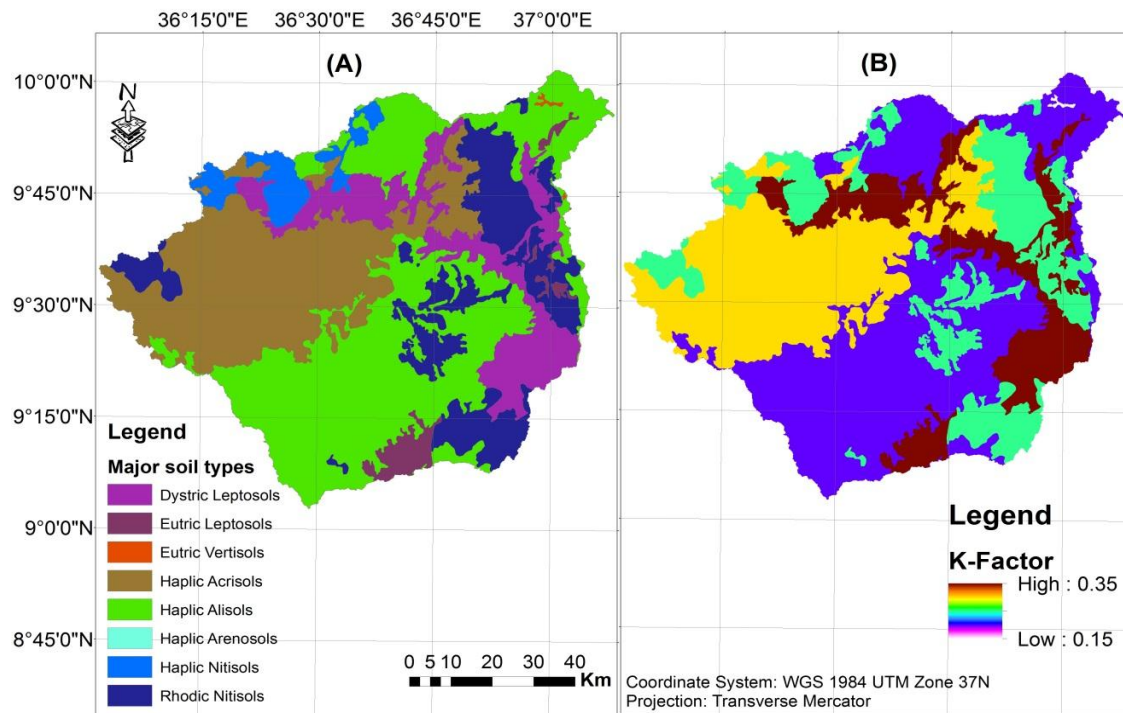 36°15'0"E 36°30'0"E 36°45'0"E 37°0'0"E
(A)
(B)
N
10°0'0"N
9°45'0"N
9°30'0"N
9°15'0"N
9°0'0"N
8°45'0"N
Legend
Major soil types
Dystric Leptosols
Eutric Leptosols
Eutric Vertisols
Haplic Acrisols
Haplic Alisols
Haplic Arenosols
Haplic Nitisols
Rhodic Nitisols
0 5 10 20 30 40
Km
Legend
K-Factor
High : 0.35
Low : 0.15
Coordinate System: WGS 1984 UTM Zone 37N
Projection: Transverse Mercator